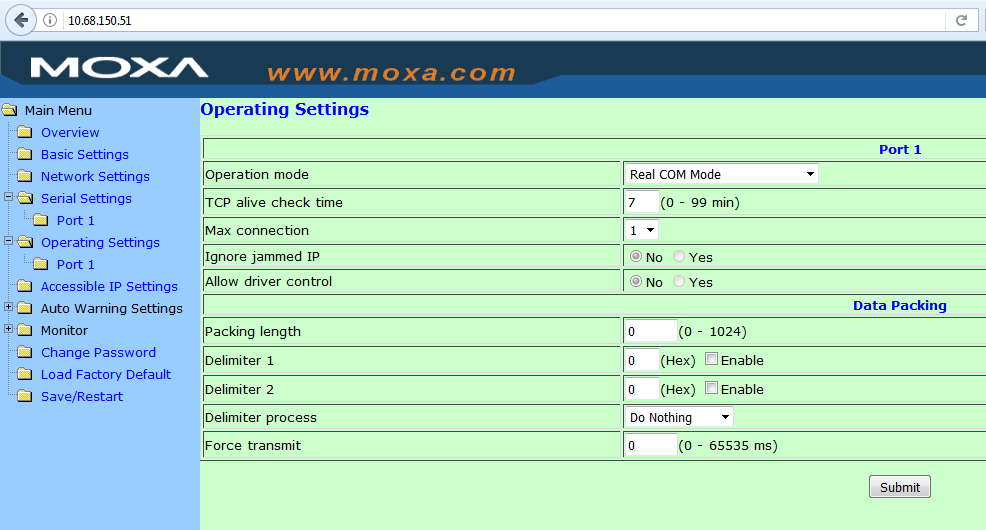 10.68.150.51
MOXA www.moxa.com
Main Menu
Overview
Basic Settings
Network Settings
Serial Settings
Port 1
Operating Settings
Port 1
Accessible IP Settings
Auto Warning Settings
Monitor
Change Password
Load Factory Default
Save/Restart
Operating Settings
Port 1
Operation mode Real COM Mode
TCP alive check time 7 (0 - 99 min)
Max connection 1
Ignore jammed IP No Yes
Allow driver control No Yes
Data Packing
Packing length 0 (0 - 1024)
Delimiter 1 0 (Hex) Enable
Delimiter 2 0 (Hex) Enable
Delimiter process Do Nothing
Force transmit 0 (0 - 65535 ms)
Submit